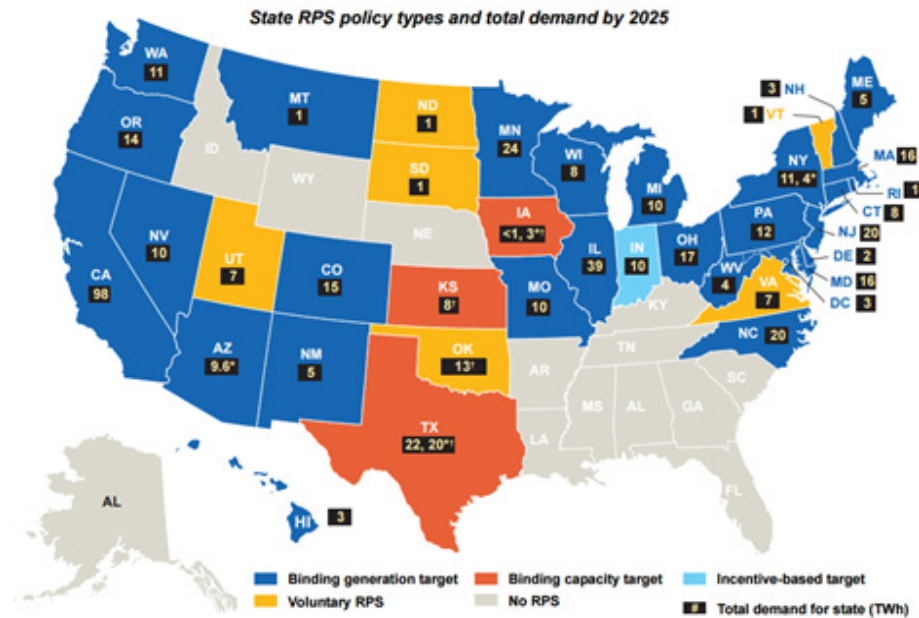 State RPS policy types and total demand by 2025
WA
11
MT
1
ND
1
MN
24
ME
5
3 NH
1 VT
OR
14
ID
WY
SD
1
WI
8
MI
10
NY
11, 4*
MA 16
RI 1
CT 8
NJ 20
DE 2
MD 16
DC 3
NV
10
UT
7
CO
15
NE
IA
<1, 3*†
IL
39
IN
10
OH
17
PA
12
WV
4
VA
7
CA
98
KS
8†
MO
10
KY
NC 20
AZ
9.6*
NM
5
OK
13†
AR
TN
SC
TX
22, 20*†
LA
MS
AL
GA
FL
AL
HI 3
Binding generation target
Binding capacity target
Incentive-based target
Voluntary RPS
No RPS
# Total demand for state (TWh)